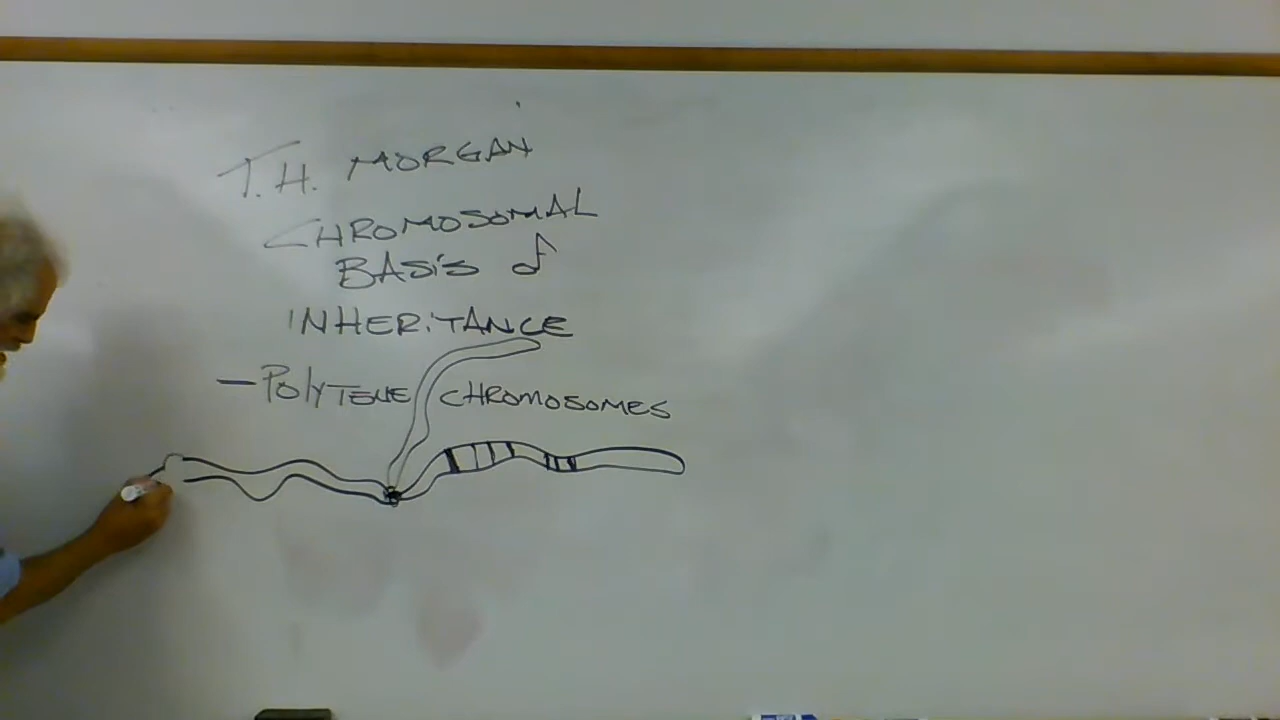 T.H. MORGAN
CHROMOSOMAL
BASIS of
INHERITANCE
— POLYTENE CHROMOSOMES